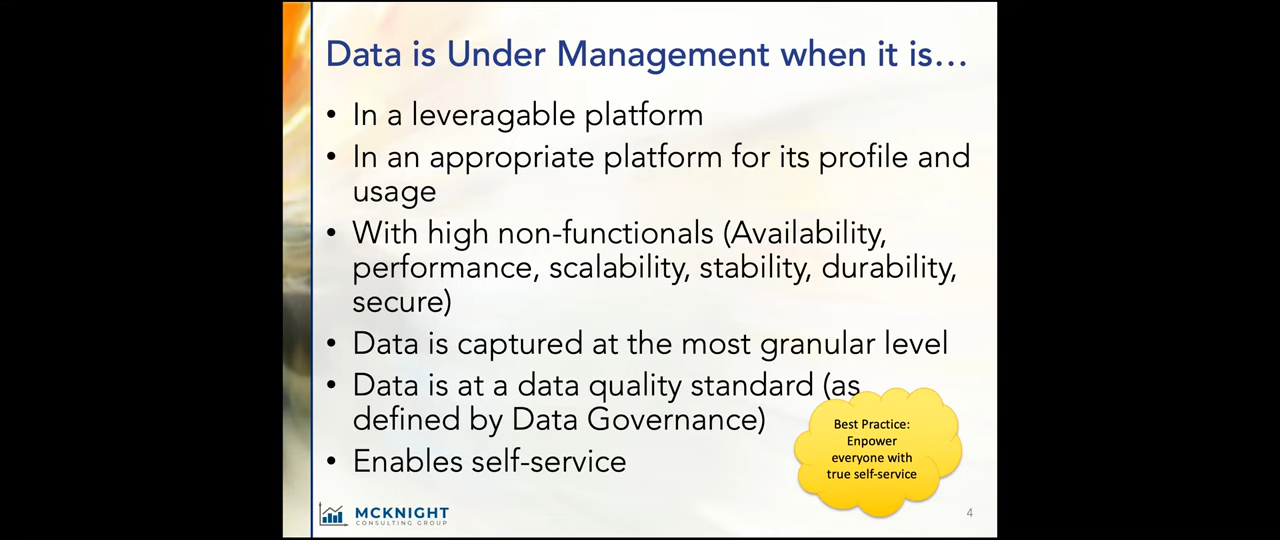 Data is Under Management when it is…
• In a leveragable platform
• In an appropriate platform for its profile and
usage
• With high non-functionals (Availability,
performance, scalability, stability, durability,
secure)
• Data is captured at the most granular level
• Data is at a data quality standard (as
defined by Data Governance)
• Enables self-service
Best Practice:
Enpower
everyone with
true self-service
MCKNIGHT
CONSULTING GROUP
4